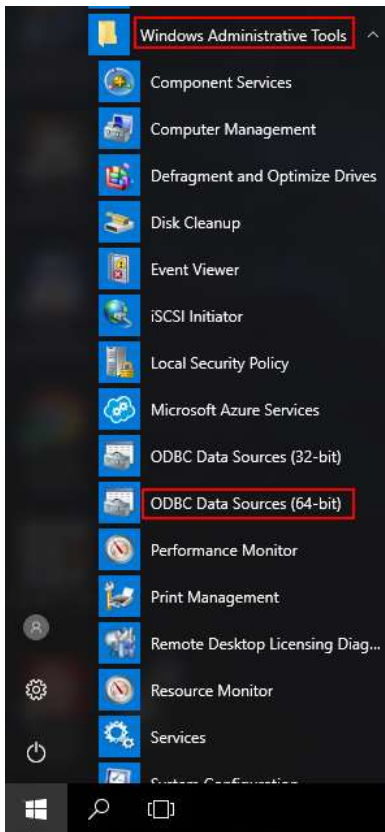 Windows Administrative Tools
Component Services
Computer Management
Defragment and Optimize Drives
Disk Cleanup
Event Viewer
iSCSI Initiator
Local Security Policy
Microsoft Azure Services
ODBC Data Sources (32-bit)
ODBC Data Sources (64-bit)
Performance Monitor
Print Management
Remote Desktop Licensing Diag...
Resource Monitor
Services
System Configuration